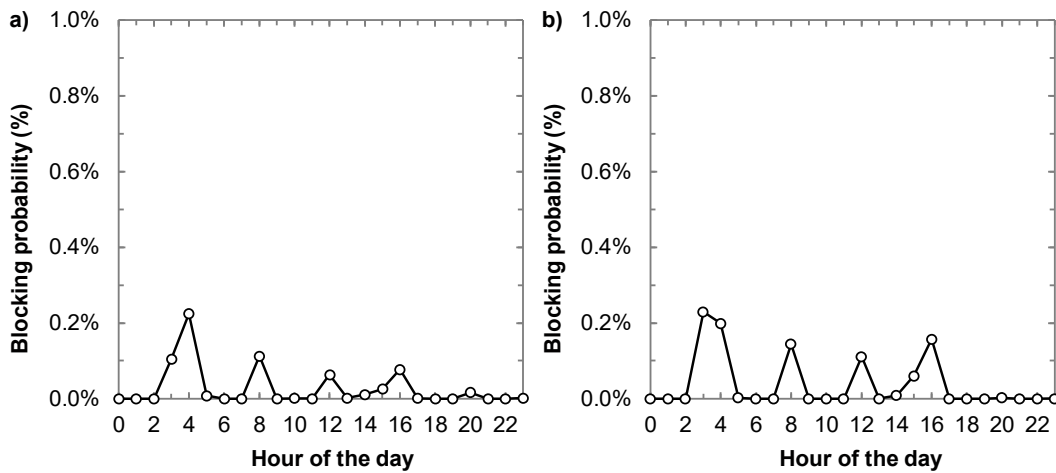 a)
Blocking probability (%)
1.0%
0.8%
0.6%
0.4%
0.2%
0.0%
0 2 4 6 8 10 12 14 16 18 20 22
Hour of the day
b)
Blocking probability (%)
1.0%
0.8%
0.6%
0.4%
0.2%
0.0%
0 2 4 6 8 10 12 14 16 18 20 22
Hour of the day